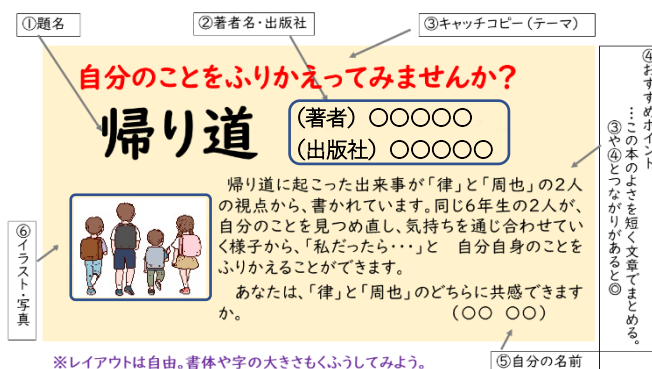 ①題名
②著者名・出版社
③キャッチコピー（テーマ）
自分のことをふりかえってみませんか？
帰り道
（著者）〇〇〇〇〇
（出版社）〇〇〇〇〇
帰り道に起こった出来事が「律」と「周也」の２人
の視点から、書かれています。同じ６年生の２人が、
自分のことを見つめ直し、気持ちを通じ合わせてい
く様子から、「私だったら・・・」と　自分自身のことを
ふりかえることができます。
あなたは、「律」と「周也」のどちらに共感できます
か。　（〇〇　〇〇）
④おすすめポイント
…この本のよさを短く文章でまとめる。
③や④とつながりがあると◎
⑥イラスト・写真
⑤自分の名前
※レイアウトは自由。書体や字の大きさもくふうしてみよう。